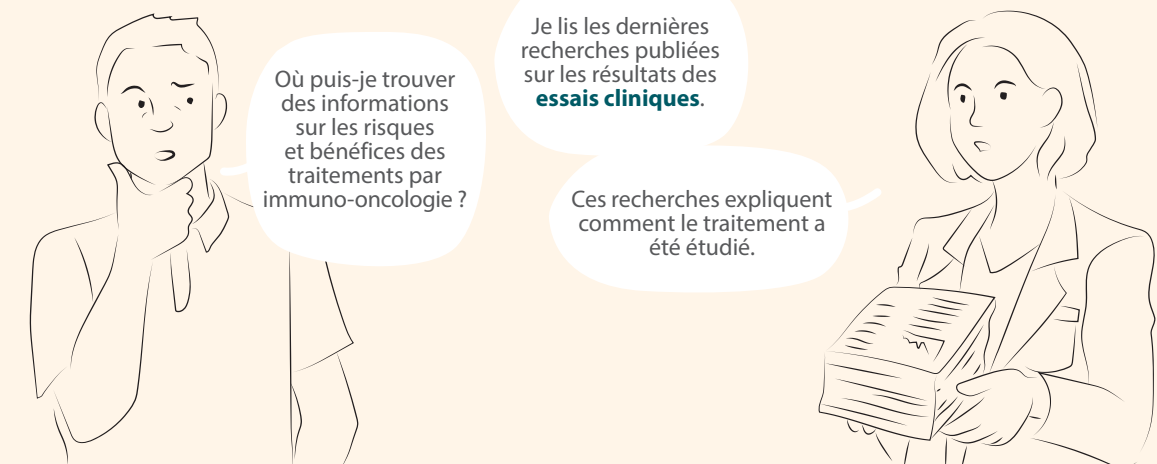 Où puis-je trouver
des informations
sur les risques
et bénéfices des
traitements par
immuno-oncologie ?
Je lis les dernières
recherches publiées
sur les résultats des
essais cliniques.
Ces recherches expliquent
comment le traitement a
été étudié.